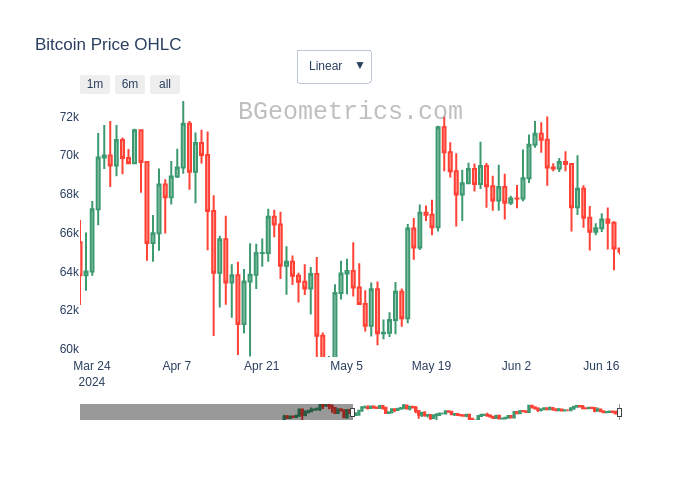 Bitcoin Price OHLC
Linear ▼
1m 6m all
BGeometrics.com
72k
70k
68k
66k
64k
62k
60k
Mar 24 Apr 7 Apr 21 May 5 May 19 Jun 2 Jun 16
2024